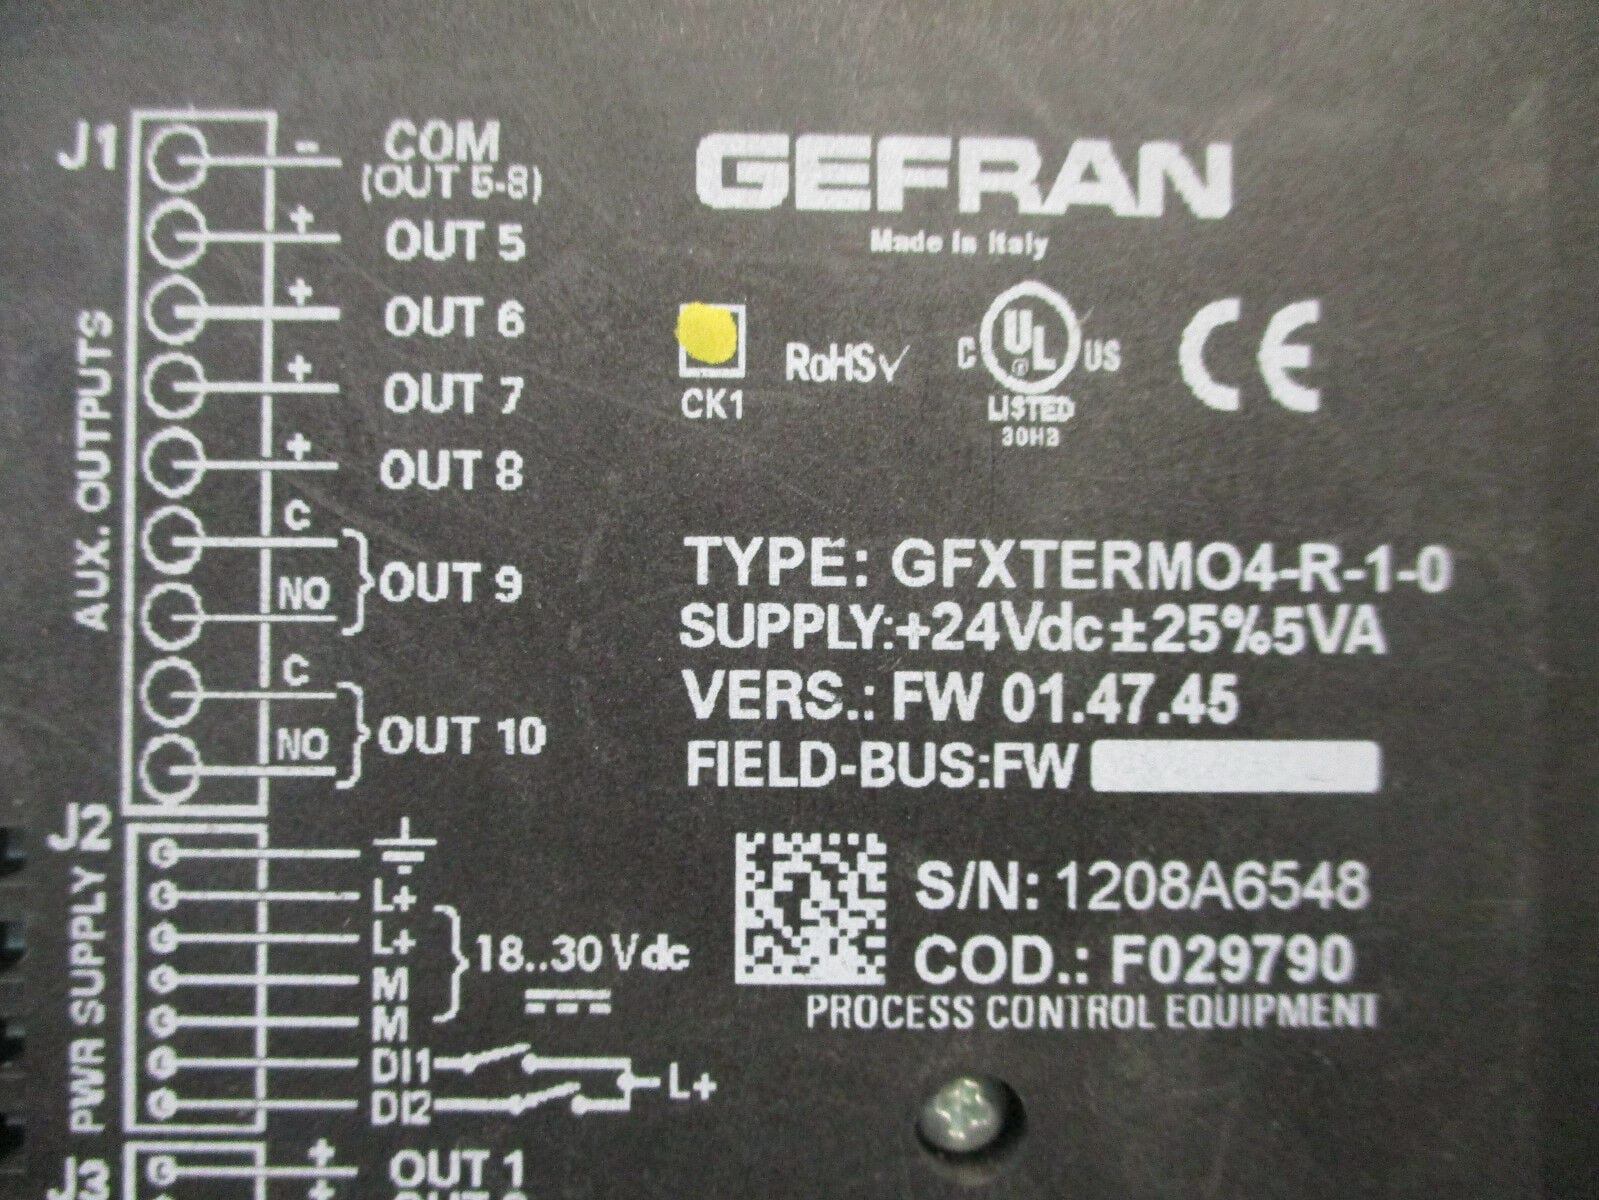 J1
- COM
(OUT 5-8)
+ OUT 5
+ OUT 6
+ OUT 7
+ OUT 8
C
NO
OUT 9
C
NO
OUT 10
AUX. OUTPUTS
J2
PWR SUPPLY
L+
L+
M
M
18..30 Vdc
DI1
DI2
L+
J3
+ OUT 1
+
GEFRAN
Made in Italy
CK1
RoHS✓
C UL® US
LISTED
30H3
CE
TYPE: GFXTERMO4-R-1-0
SUPPLY:+24Vdc±25%5VA
VERS.: FW 01.47.45
FIELD-BUS:FW
S/N: 1208A6548
COD.: F029790
PROCESS CONTROL EQUIPMENT